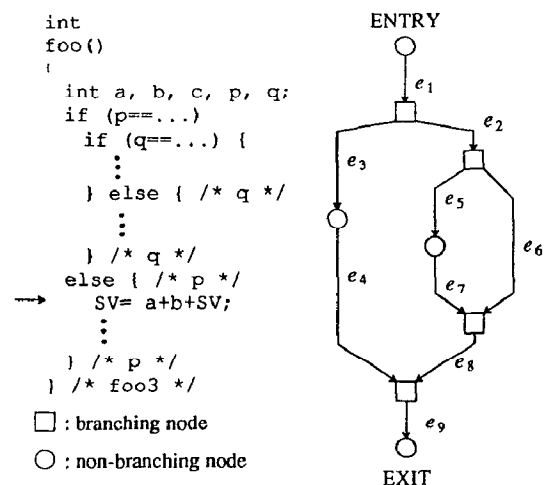 int
foo()
{
int a, b, c, p, q;
if (p==...)
if (q==...) {
} else { /* q */
} /* q */
else { /* p */
SV= a+b+SV;
} /* p */
} /* foo3 */
: branching node
: non-branching node
ENTRY
e1
e2
e3
e5
e6
e4
e7
e8
e9
EXIT